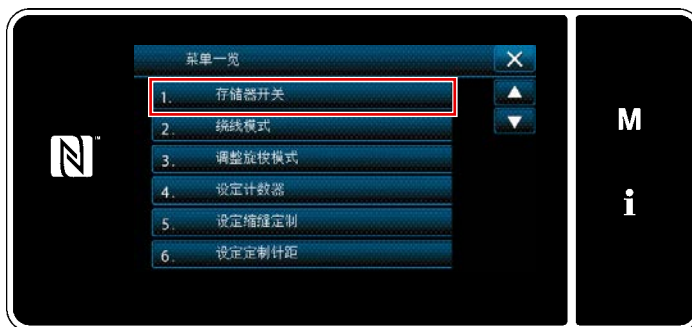 菜单一览
1. 存储器开关
2. 绕线模式
3. 调整旋梭模式
4. 设定计数器
5. 设定缩缝定制
6. 设定定制针距
M
i
N
™